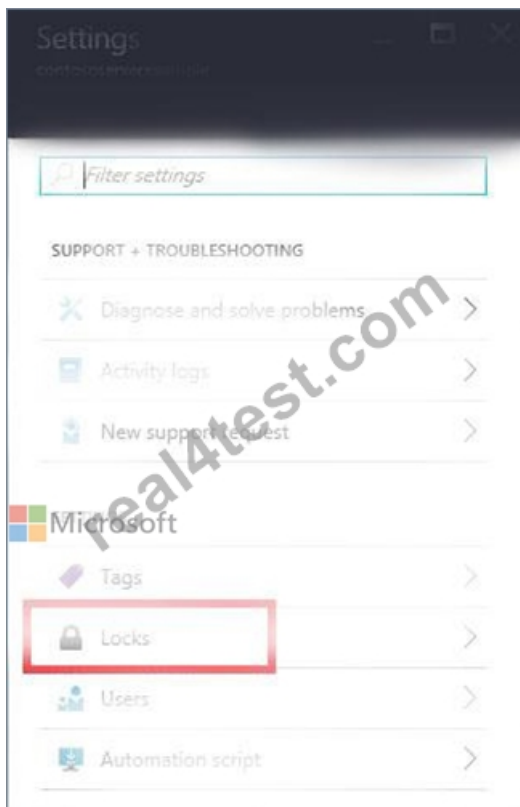 Settings
Filter settings
SUPPORT + TROUBLESHOOTING
Diagnose and solve problems
Activity logs
New support request
real4test.com
Microsoft
Tags
Locks
Users
Automation script